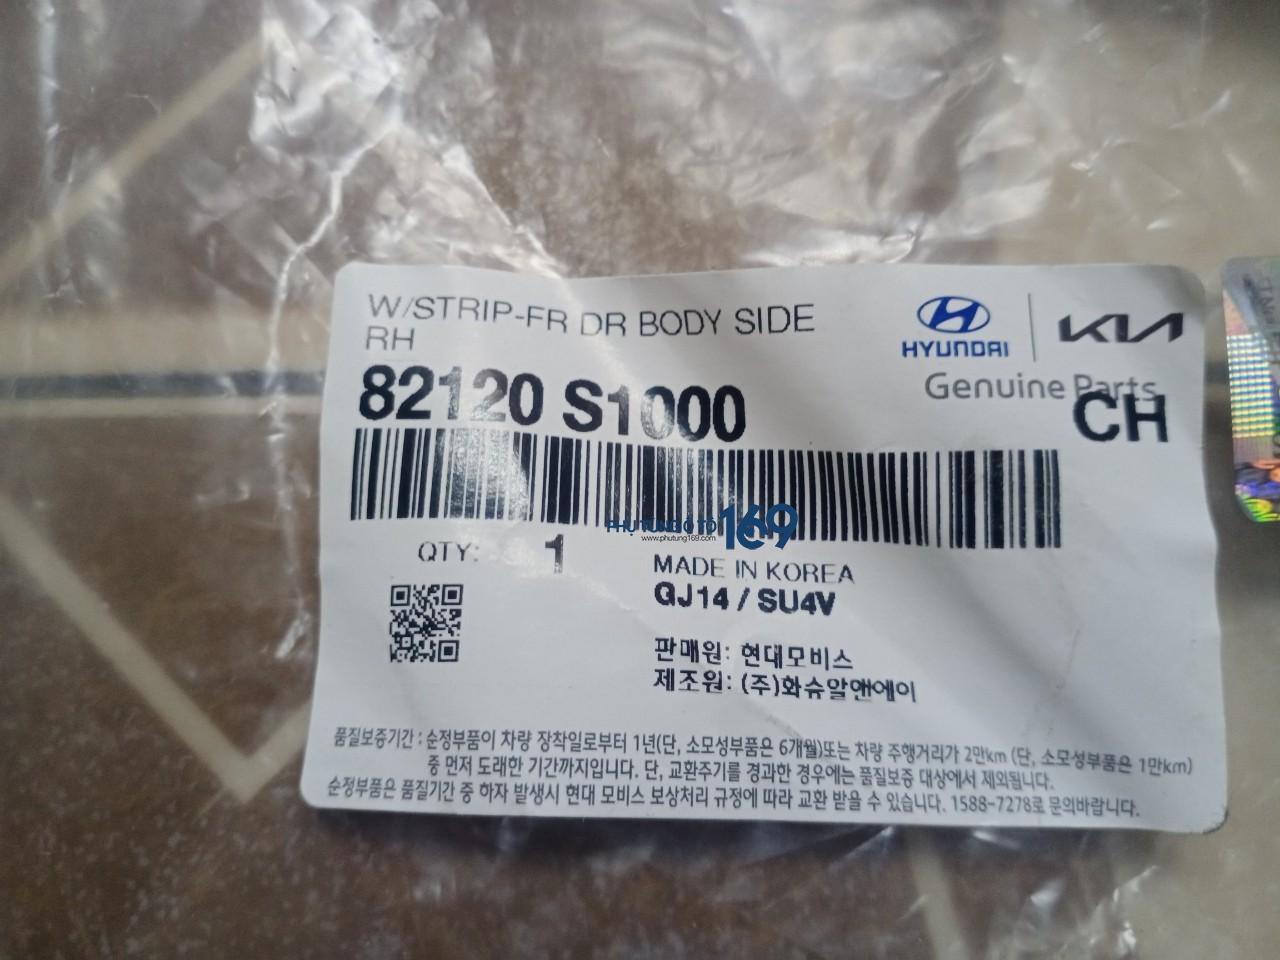 W/STRIP-FR DR BODY SIDE
RH
HYUNDAI
KIA
Genuine Parts
82120 S1000
CH
PHỤ TÙNG Ô TÔ 169
www.phutung169.com
QTY: 1
MADE IN KOREA
GJ14 / SU4V
판매원: 현대모비스
제조원: (주)화슈알앤에이
품질보증기간 : 순정부품이 차량 장착일로부터 1년(단, 소모성부품은 6개월)또는 차량 주행거리가 2만km (단, 소모성부품은 1만km)
중 먼저 도래한 기간까지입니다. 단, 교환주기를 경과한 경우에는 품질보증 대상에서 제외됩니다.
순정부품은 품질기간 중 하자 발생시 현대 모비스 보상처리 규정에 따라 교환 받을 수 있습니다. 1588-7278로 문의바랍니다.